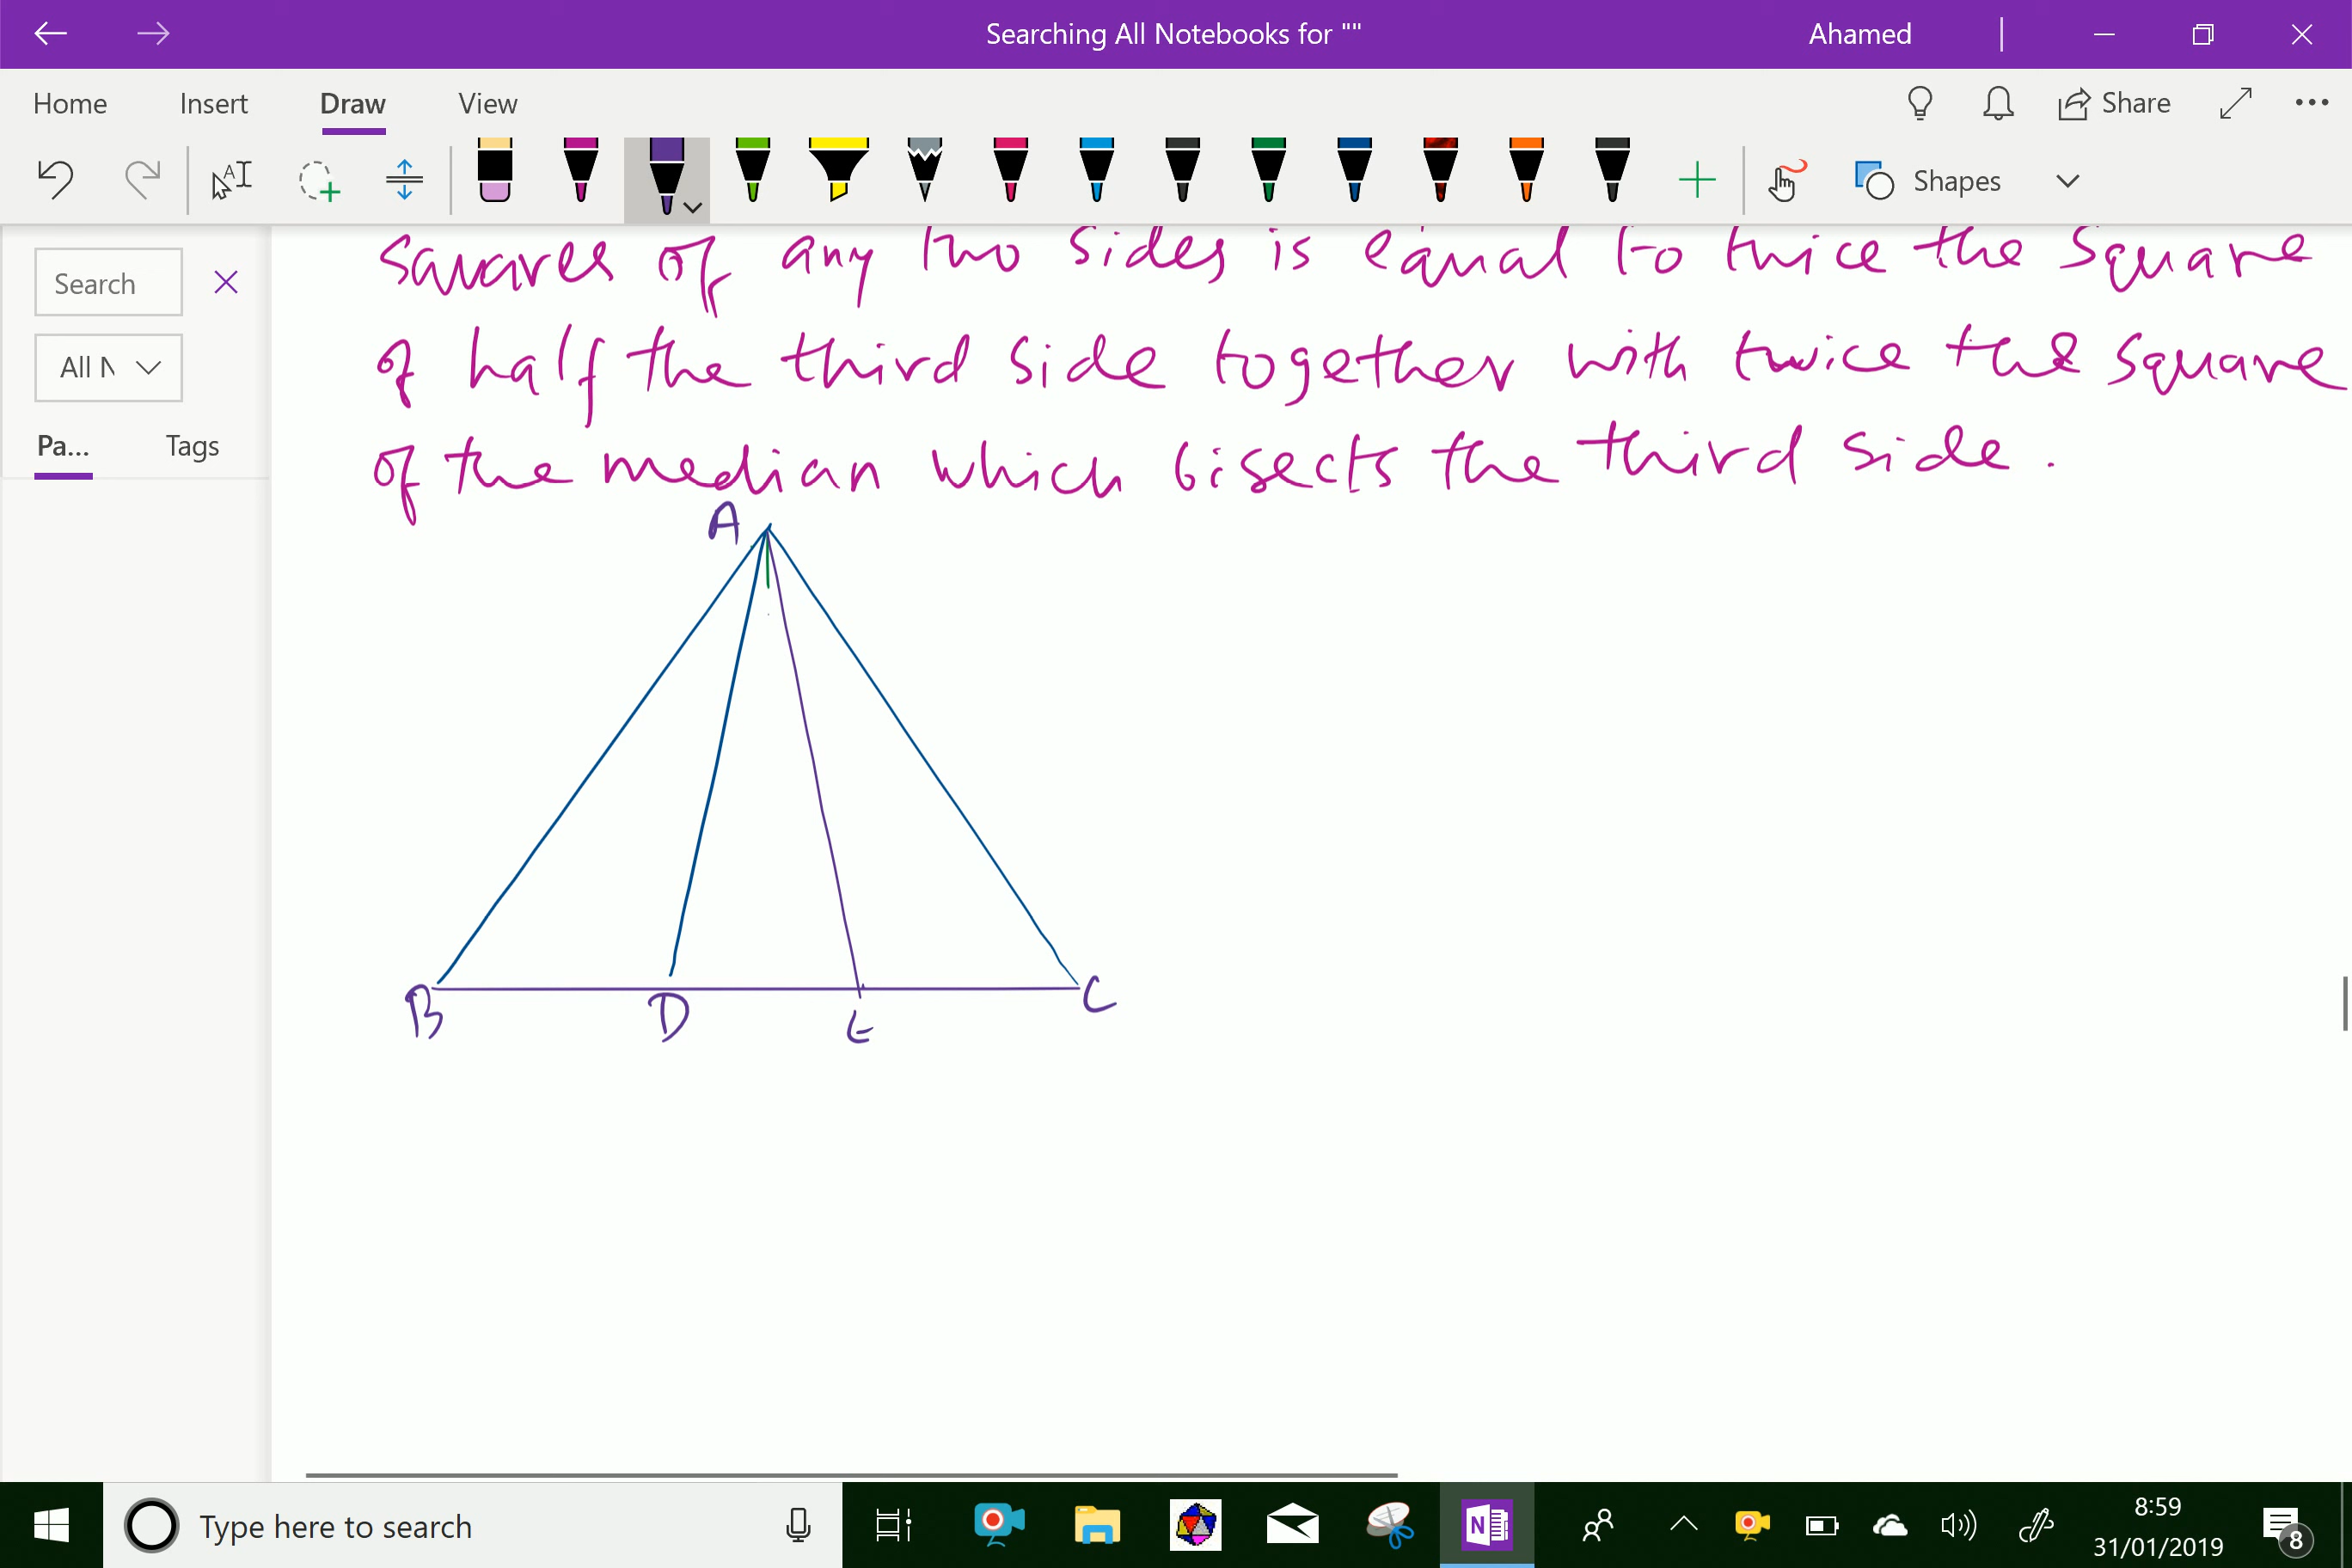 Searching All Notebooks for ""
Ahamed
Home Insert Draw View
Share
Shapes
Search
All N
Pa... Tags
squares of any two sides is equal to twice the square
of half the third side together with twice the square
of the median which bisects the third side.
A
B D E C
Type here to search
N
8:59
31/01/2019
8